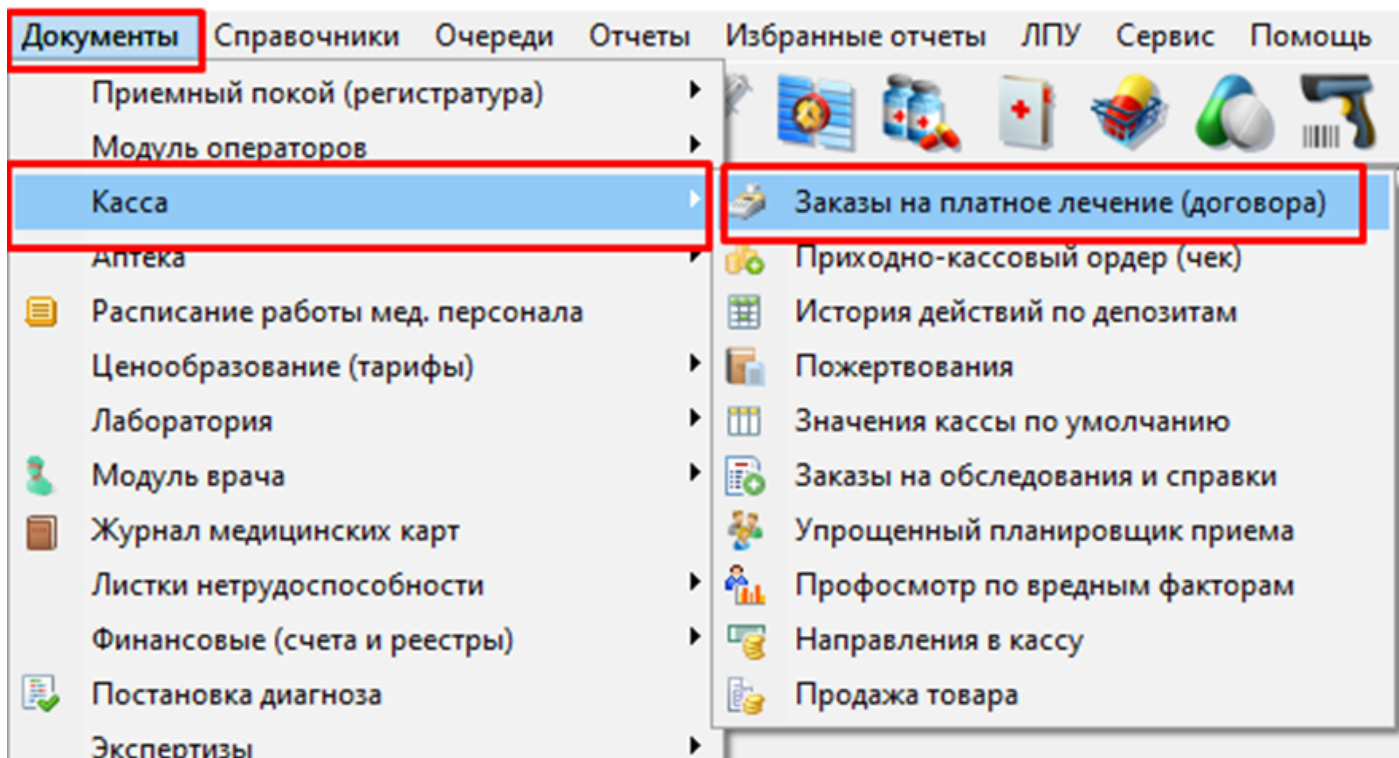 Документы Справочники Очереди Отчеты Избранные отчеты ЛПУ Сервис Помощь
Приемный покой (регистратура)
Модуль операторов
Касса
Аптека
Расписание работы мед. персонала
Ценообразование (тарифы)
Лаборатория
Модуль врача
Журнал медицинских карт
Листки нетрудоспособности
Финансовые (счета и реестры)
Постановка диагноза
Экспертизы
Заказы на платное лечение (договора)
Приходно-кассовый ордер (чек)
История действий по депозитам
Пожертвования
Значения кассы по умолчанию
Заказы на обследования и справки
Упрощенный планировщик приема
Профосмотр по вредным факторам
Направления в кассу
Продажа товара